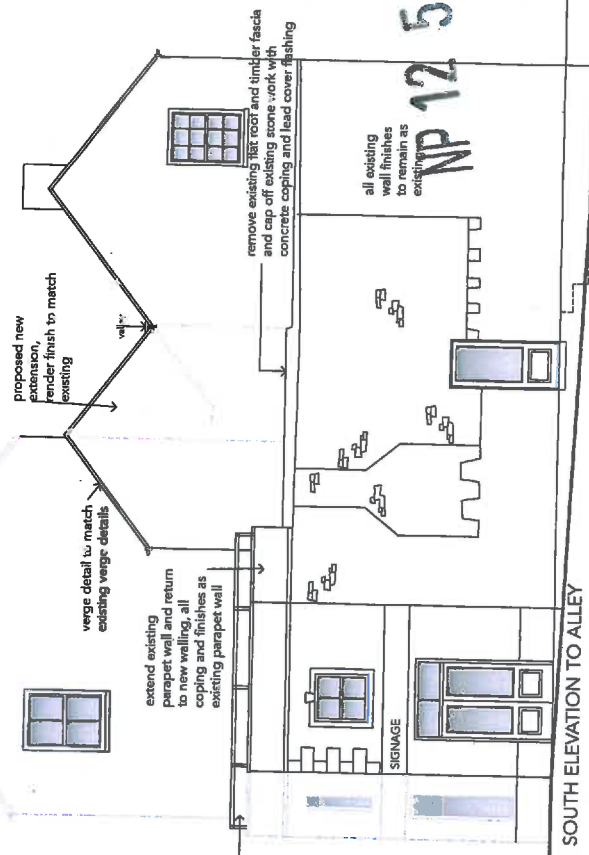 proposed new
extension,
render finish to match
existing
valley
verge detail to match
existing verge details
extend existing
parapet wall and return
to new walling, all
coping and finishes as
existing parapet wall
remove existing flat roof and timber fascia
and cap off existing stone work with
concrete coping and lead cover flashing
all existing
wall finishes
to remain as
existing
NP 12 5
SIGNAGE
SOUTH ELEVATION TO ALLEY